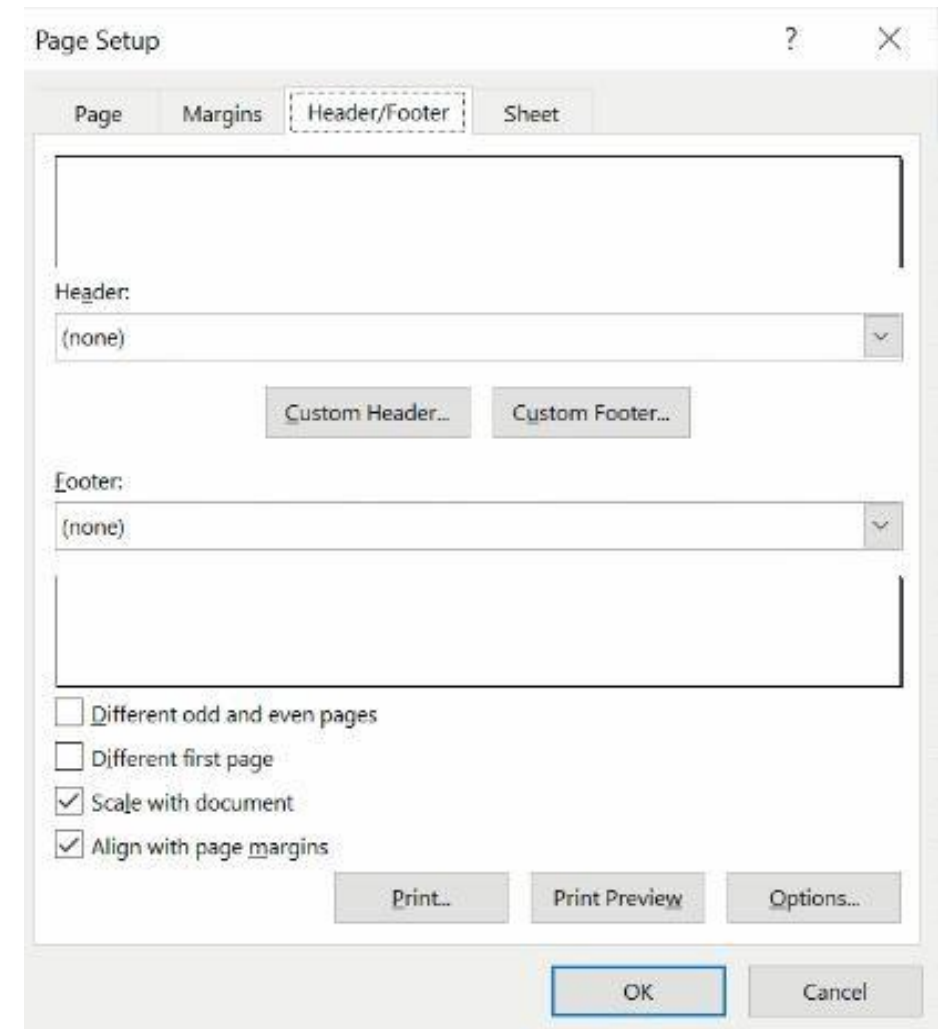 Page Setup ?
Page Margins Header/Footer Sheet
Header:
(none)
Custom Header... Custom Footer...
Footer:
(none)
Different odd and even pages
Different first page
Scale with document
Align with page margins
Print... Print Preview Options...
OK Cancel